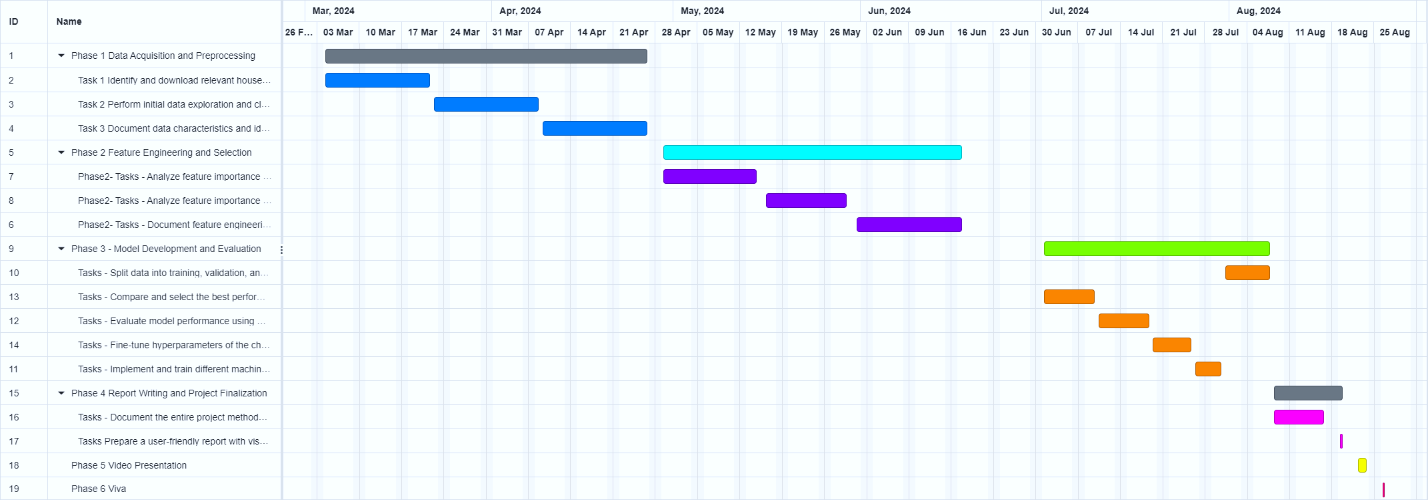 ID Name Mar, 2024 Apr, 2024 May, 2024 Jun, 2024 Jul, 2024 Aug, 2024
26 F... 03 Mar 10 Mar 17 Mar 24 Mar 31 Mar 07 Apr 14 Apr 21 Apr 28 Apr 05 May 12 May 19 May 26 May 02 Jun 09 Jun 16 Jun 23 Jun 30 Jun 07 Jul 14 Jul 21 Jul 28 Jul 04 Aug 11 Aug 18 Aug 25 Aug
1 Phase 1 Data Acquisition and Preprocessing
2 Task 1 Identify and download relevant house...
3 Task 2 Perform initial data exploration and cl...
4 Task 3 Document data characteristics and id...
5 Phase 2 Feature Engineering and Selection
7 Phase2- Tasks - Analyze feature importance ...
8 Phase2- Tasks - Analyze feature importance ...
6 Phase2- Tasks - Document feature engineeri...
9 Phase 3 - Model Development and Evaluation
10 Tasks - Split data into training, validation, an...
13 Tasks - Compare and select the best perfor...
12 Tasks - Evaluate model performance using ...
14 Tasks - Fine-tune hyperparameters of the ch...
11 Tasks - Implement and train different machin...
15 Phase 4 Report Writing and Project Finalization
16 Tasks - Document the entire project method...
17 Tasks Prepare a user-friendly report with vis...
18 Phase 5 Video Presentation
19 Phase 6 Viva